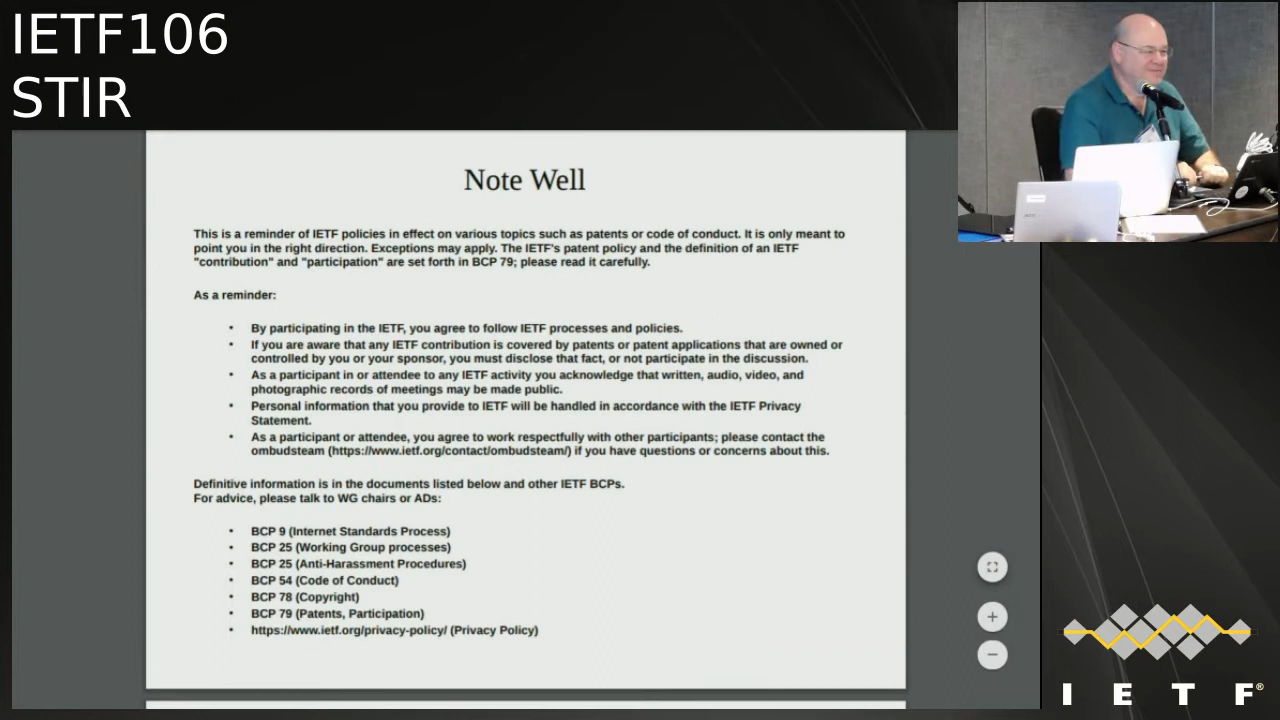 IETF106
STIR
Note Well
This is a reminder of IETF policies in effect on various topics such as patents or code of conduct. It is only meant to
point you in the right direction. Exceptions may apply. The IETF's patent policy and the definition of an IETF
"contribution" and "participation" are set forth in BCP 79; please read it carefully.
As a reminder:
• By participating in the IETF, you agree to follow IETF processes and policies.
• If you are aware that any IETF contribution is covered by patents or patent applications that are owned or
controlled by you or your sponsor, you must disclose that fact, or not participate in the discussion.
• As a participant in or attendee to any IETF activity you acknowledge that written, audio, video, and
photographic records of meetings may be made public.
• Personal information that you provide to IETF will be handled in accordance with the IETF Privacy
Statement.
• As a participant or attendee, you agree to work respectfully with other participants; please contact the
ombudsteam (https://www.ietf.org/contact/ombudsteam/) if you have questions or concerns about this.
Definitive information is in the documents listed below and other IETF BCPs.
For advice, please talk to WG chairs or ADs:
• BCP 9 (Internet Standards Process)
• BCP 25 (Working Group processes)
• BCP 25 (Anti-Harassment Procedures)
• BCP 54 (Code of Conduct)
• BCP 78 (Copyright)
• BCP 79 (Patents, Participation)
• https://www.ietf.org/privacy-policy/ (Privacy Policy)
I E T F®